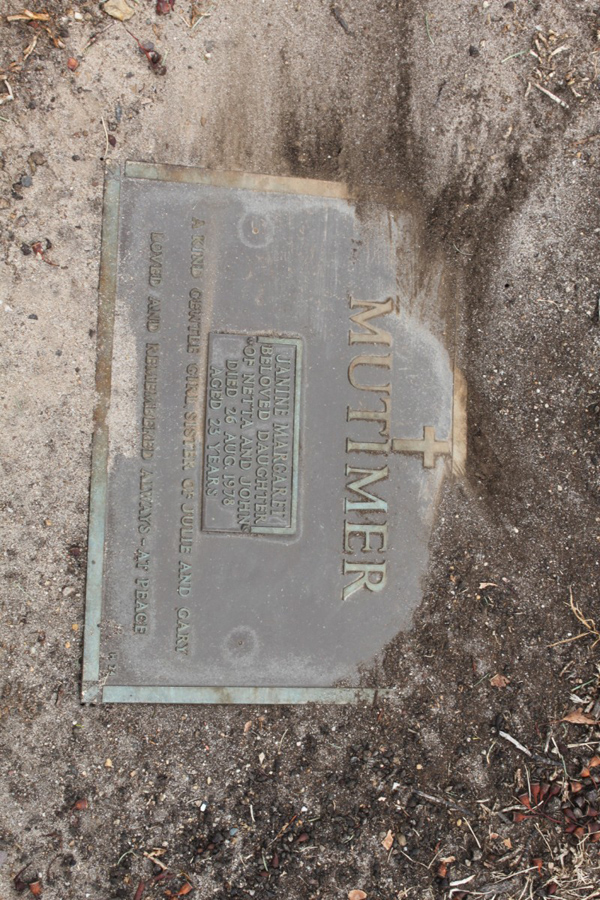 MUTIMER
JANINE MARGARET
BELOVED DAUGHTER
OF NETTA AND JOHN
DIED 26 AUG. 1978
AGED 23 YEARS
A KIND GENTLE GIRL SISTER OF JULIE AND GARY
LOVED AND REMEMBERED ALWAYS - AT PEACE